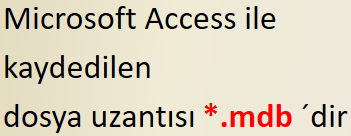 Microsoft Access ile
kaydedilen
dosya uzantısı *.mdb ´dir